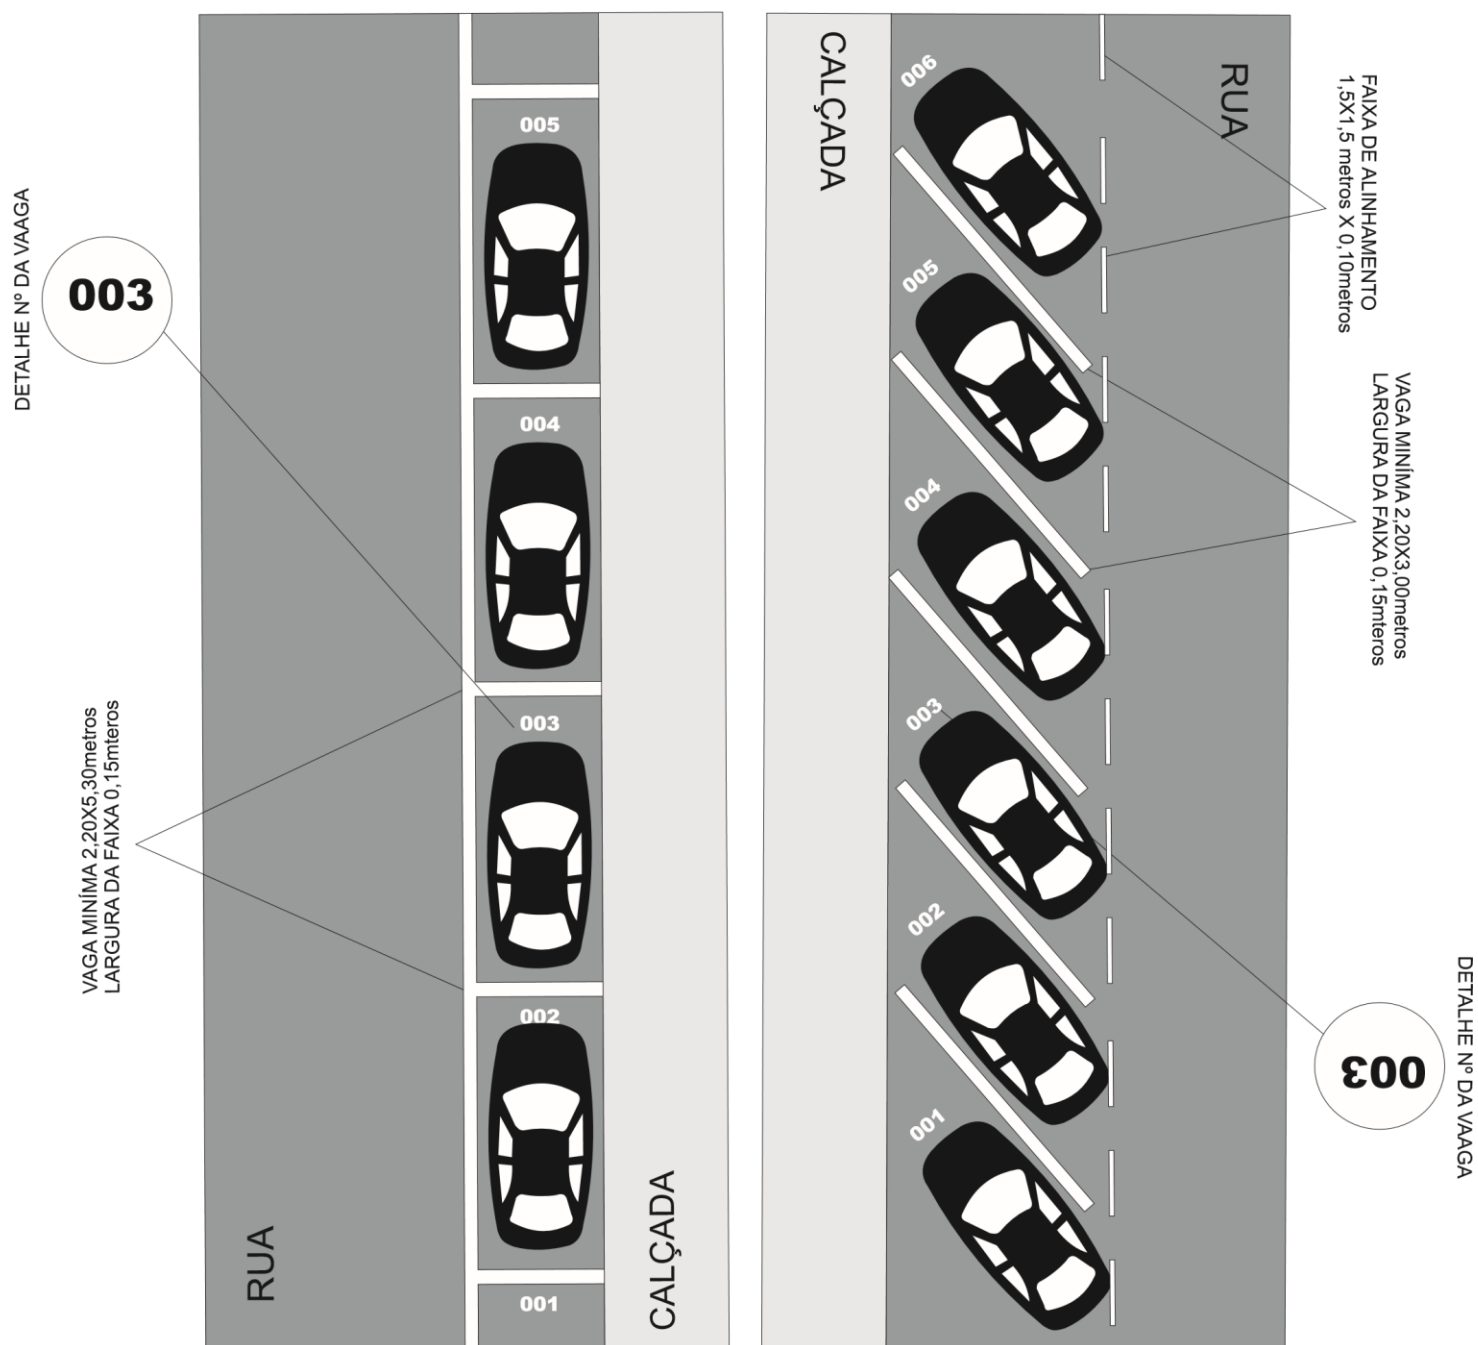 DETALHE Nº DA VAAGA
003
VAGA MINÍMA 2,20X5,30metros
LARGURA DA FAIXA 0,15mteros
RUA
005
004
003
002
001
CALÇADA
CALÇADA
006
005
004
003
002
001
RUA
FAIXA DE ALINHAMENTO
1,5X1,5 metros X 0,10metros
VAGA MINÍMA 2,20X3,00metros
LARGURA DA FAIXA 0,15mteros
DETALHE Nº DA VAAGA
003